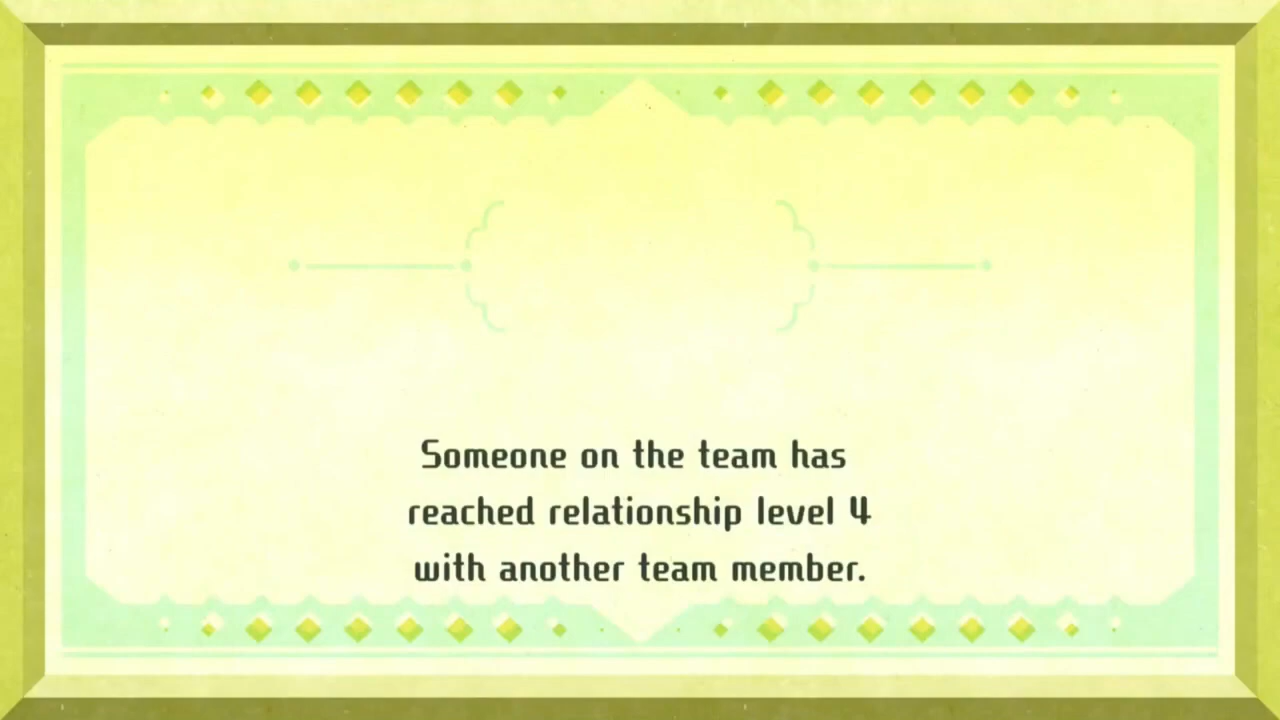 Someone on the team has
reached relationship level 4
with another team member.